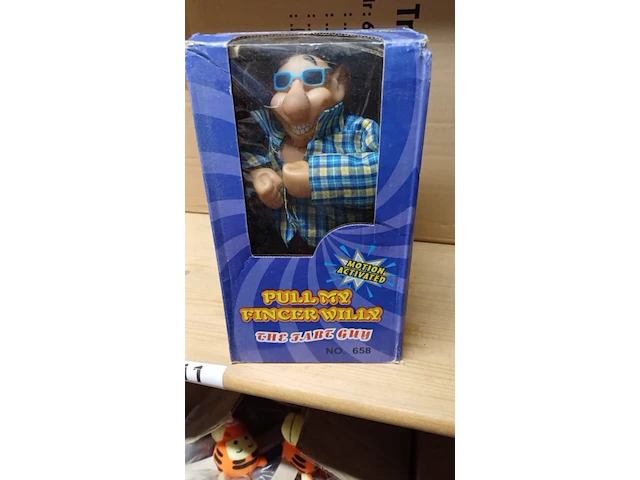 MOTION
ACTIVATED
PULL MY
FINGER WILLY
THE FART GUY
NO. 658